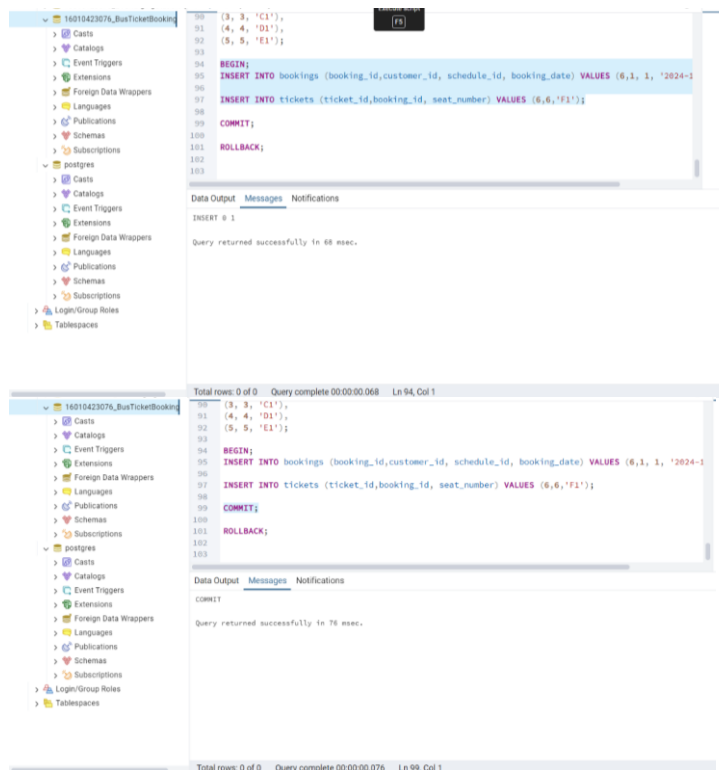 16010423076_BusTicketBooking
Casts
Catalogs
Event Triggers
Extensions
Foreign Data Wrappers
Languages
Publications
Schemas
Subscriptions
postgres
Casts
Catalogs
Event Triggers
Extensions
Foreign Data Wrappers
Languages
Publications
Schemas
Subscriptions
Login/Group Roles
Tablespaces
Execute script
F5
90 (3, 3, 'C1'),
91 (4, 4, 'D1'),
92 (5, 5, 'E1');
93
94 BEGIN;
95 INSERT INTO bookings (booking_id,customer_id, schedule_id, booking_date) VALUES (6,1, 1, '2024-1
96
97 INSERT INTO tickets (ticket_id,booking_id, seat_number) VALUES (6,6,'F1');
98
99 COMMIT;
100
101 ROLLBACK;
102
103
Data Output Messages Notifications
INSERT 0 1
Query returned successfully in 68 msec.
Total rows: 0 of 0 Query complete 00:00:00.068 Ln 94, Col 1
16010423076_BusTicketBooking
Casts
Catalogs
Event Triggers
Extensions
Foreign Data Wrappers
Languages
Publications
Schemas
Subscriptions
postgres
Casts
Catalogs
Event Triggers
Extensions
Foreign Data Wrappers
Languages
Publications
Schemas
Subscriptions
Login/Group Roles
Tablespaces
90 (3, 3, 'C1'),
91 (4, 4, 'D1'),
92 (5, 5, 'E1');
93
94 BEGIN;
95 INSERT INTO bookings (booking_id,customer_id, schedule_id, booking_date) VALUES (6,1, 1, '2024-1
96
97 INSERT INTO tickets (ticket_id,booking_id, seat_number) VALUES (6,6,'F1');
98
99 COMMIT;
100
101 ROLLBACK;
102
103
Data Output Messages Notifications
COMMIT
Query returned successfully in 76 msec.
Total rows: 0 of 0 Query complete 00:00:00.076 Ln 99, Col 1